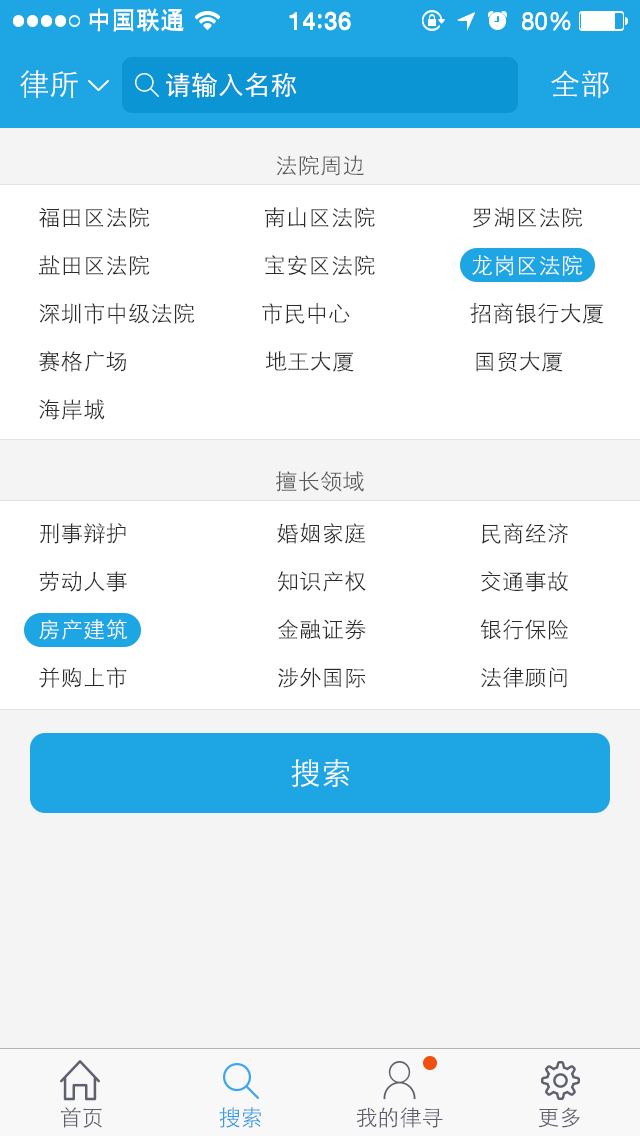 中国联通 14:36 80%
律所 请输入名称 全部
法院周边
福田区法院 南山区法院 罗湖区法院
盐田区法院 宝安区法院 龙岗区法院
深圳市中级法院 市民中心 招商银行大厦
赛格广场 地王大厦 国贸大厦
海岸城
擅长领域
刑事辩护 婚姻家庭 民商经济
劳动人事 知识产权 交通事故
房产建筑 金融证券 银行保险
并购上市 涉外国际 法律顾问
搜索
首页 搜索 我的律寻 更多